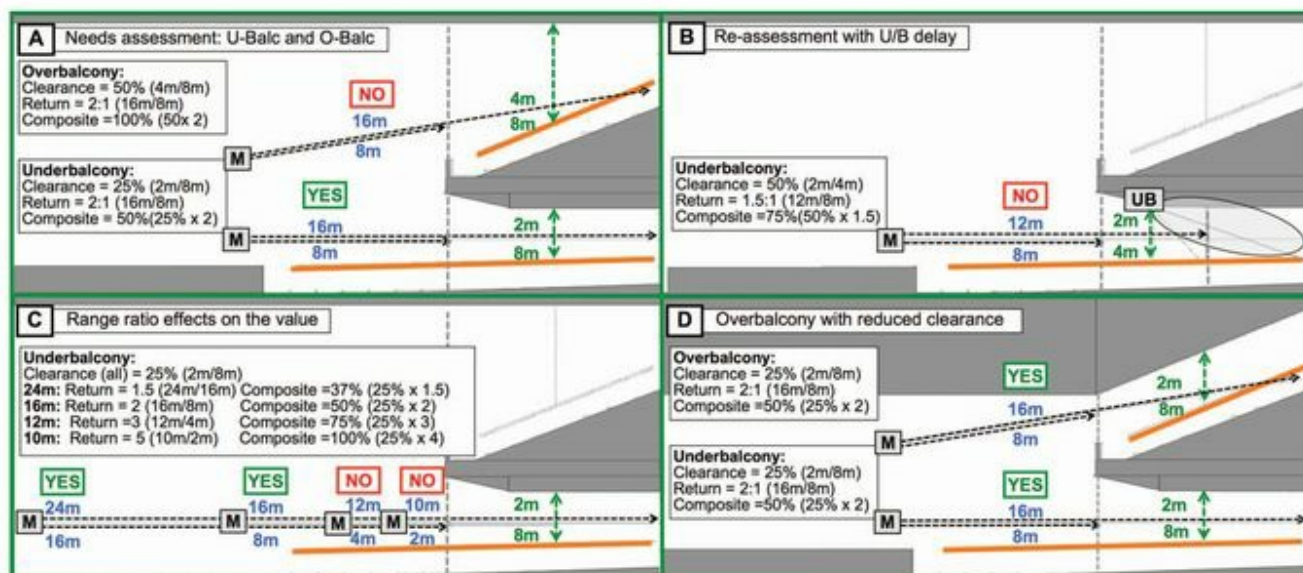 A Needs assessment: U-Balc and O-Balc
Overbalcony:
Clearance = 50% (4m/8m)
Return = 2:1 (16m/8m)
Composite =100% (50x 2)
NO
16m
8m
4m
8m
M
Underbalcony:
Clearance = 25% (2m/8m)
Return = 2:1 (16m/8m)
Composite = 50%(25% x 2)
YES
16m
8m
2m
8m
M
B Re-assessment with U/B delay
Underbalcony:
Clearance = 50% (2m/4m)
Return = 1.5:1 (12m/8m)
Composite =75%(50% x 1.5)
NO
12m
8m
UB
2m
4m
M
C Range ratio effects on the value
Underbalcony:
Clearance (all) = 25% (2m/8m)
24m: Return = 1.5 (24m/16m) Composite =37% (25% x 1.5)
16m: Return = 2 (16m/8m) Composite =50% (25% x 2)
12m: Return =3 (12m/4m) Composite =75% (25% x 3)
10m: Return = 5 (10m/2m) Composite =100% (25% x 4)
YES YES NO NO
24m 16m 12m 10m
M M M M
16m 8m 4m 2m
2m
8m
D Overbalcony with reduced clearance
Overbalcony:
Clearance = 25% (2m/8m)
Return = 2:1 (16m/8m)
Composite =50% (25% x 2)
YES
16m
8m
2m
8m
M
Underbalcony:
Clearance = 25% (2m/8m)
Return = 2:1 (16m/8m)
Composite =50% (25% x 2)
YES
16m
8m
2m
8m
M